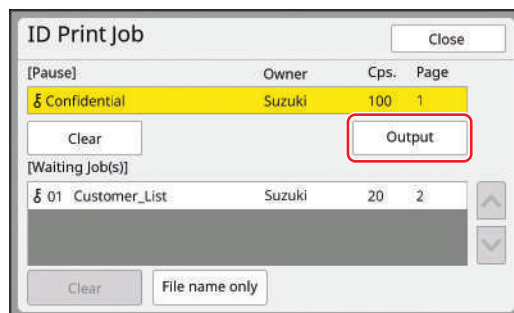 ID Print Job Close
[Pause] Owner Cps. Page
Confidential Suzuki 100 1
Clear Output
[Waiting Job(s)]
01 Customer_List Suzuki 20 2
Clear File name only